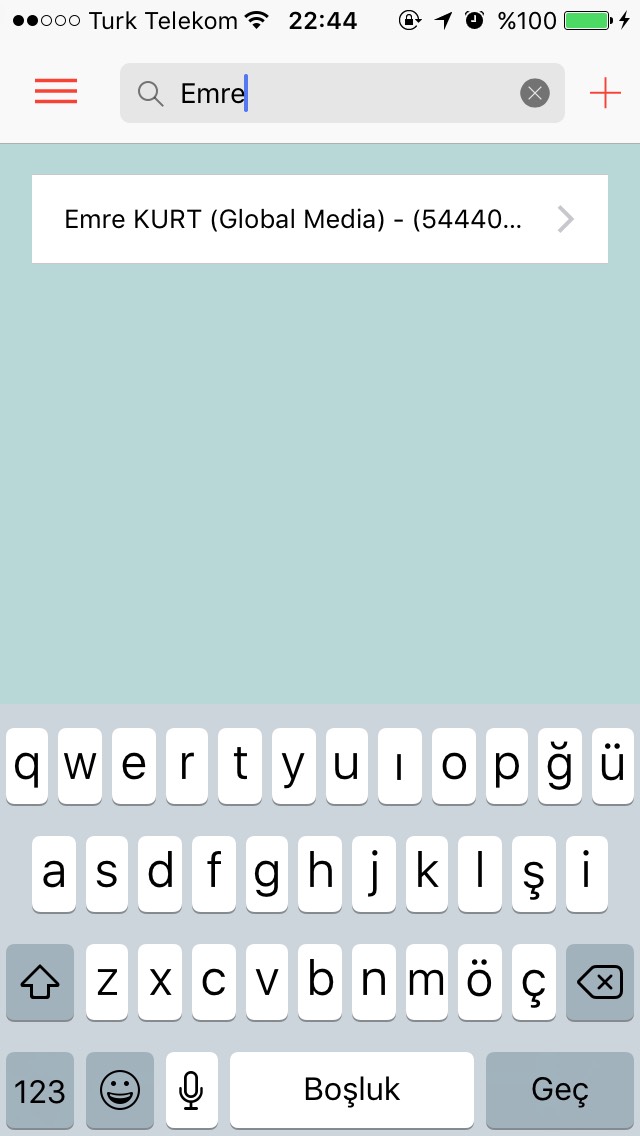 Turk Telekom 22:44 %100
Emre
Emre KURT (Global Media) - (54440...
q w e r t y u ı o p ğ ü
a s d f g h j k l ş i
z x c v b n m ö ç
123 Boşluk Geç